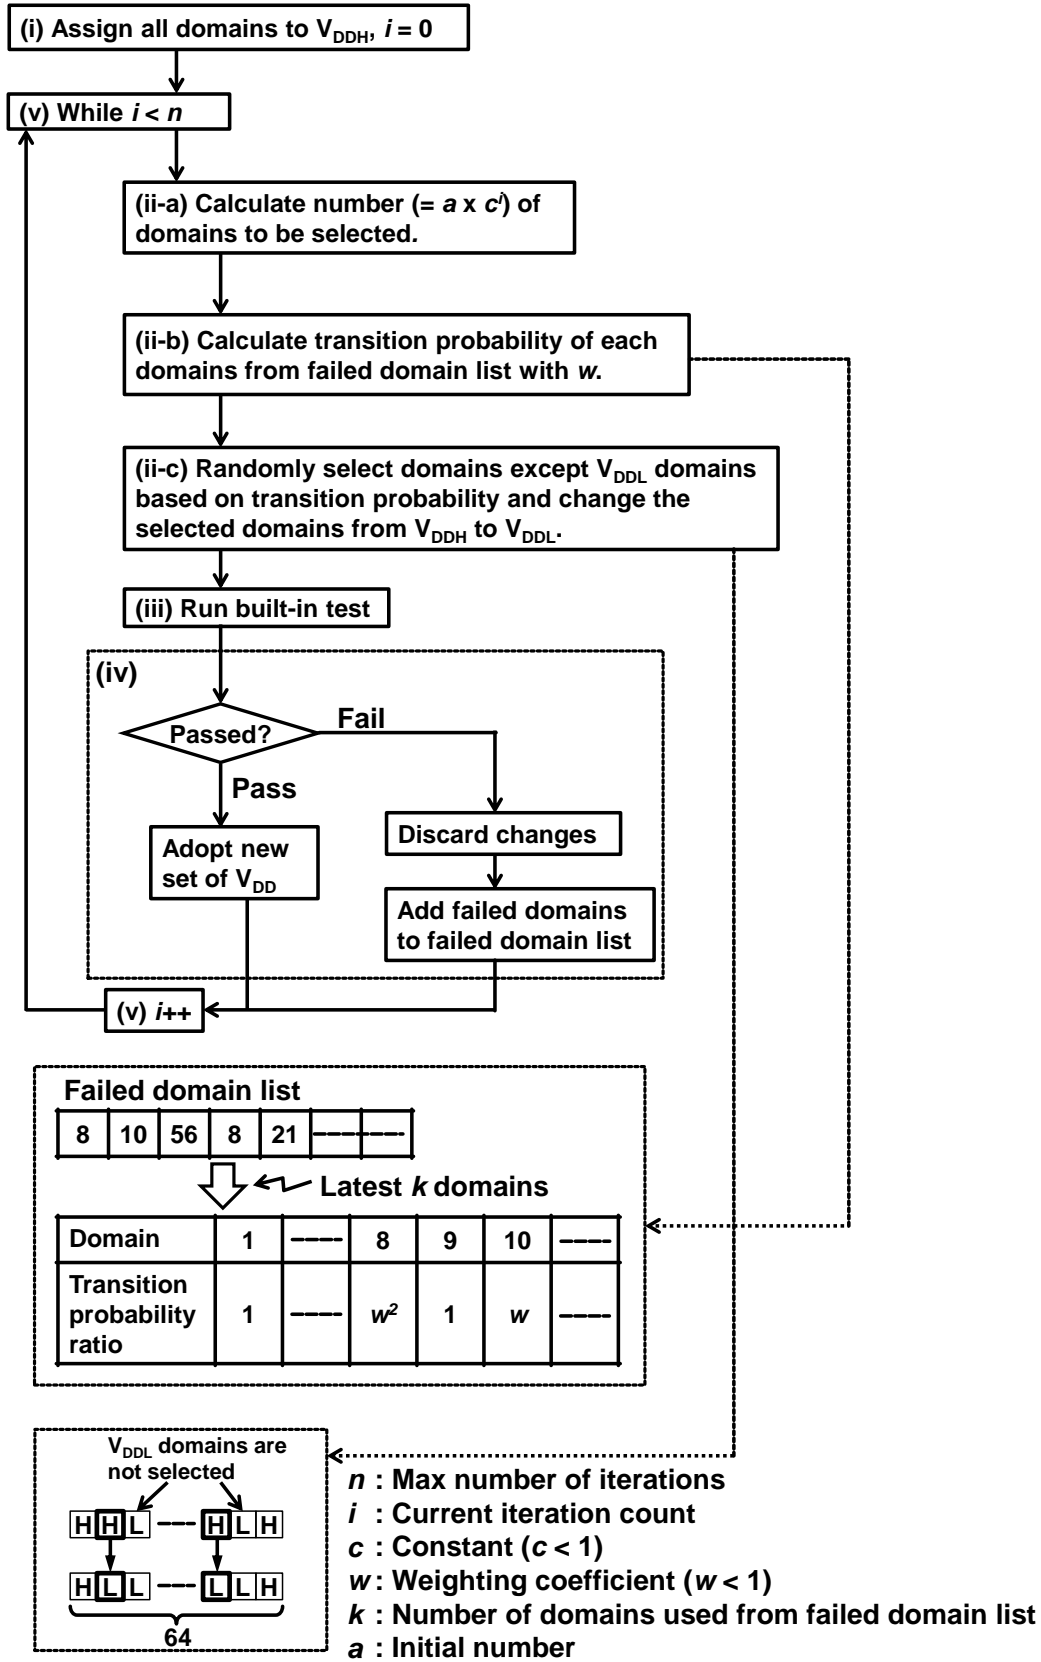 (i) Assign all domains to VDDH, i = 0
(v) While i < n
(ii-a) Calculate number (= a x cⁱ) of
domains to be selected.
(ii-b) Calculate transition probability of each
domains from failed domain list with w.
(ii-c) Randomly select domains except VDDL domains
based on transition probability and change the
selected domains from VDDH to VDDL.
(iii) Run built-in test
(iv)
Passed?
Fail
Pass
Adopt new
set of VDD
Discard changes
Add failed domains
to failed domain list
(v) i++
Failed domain list
8 10 56 8 21
Latest k domains
Domain 1 8 9 10
Transition
probability
ratio
1 w² 1 w
VDDL domains are
not selected
H H L H L H
H L L L L H
64
n : Max number of iterations
i : Current iteration count
c : Constant (c < 1)
w : Weighting coefficient (w < 1)
k : Number of domains used from failed domain list
a : Initial number